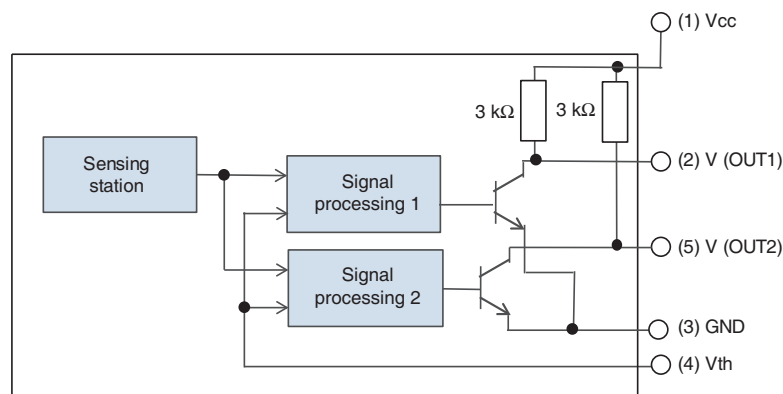 (1) Vcc
3 kΩ
3 kΩ
Sensing
station
Signal
processing 1
(2) V (OUT1)
Signal
processing 2
(5) V (OUT2)
(3) GND
(4) Vth